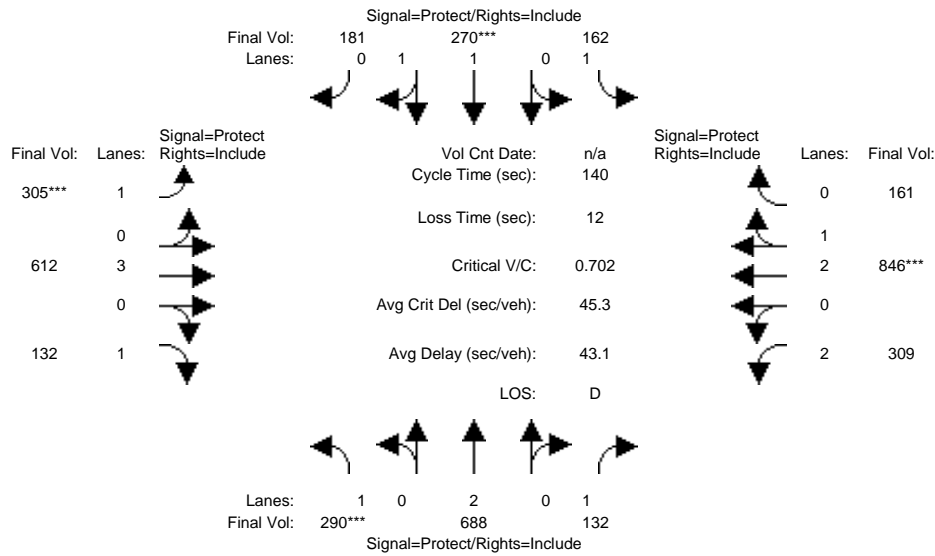 Signal=Protect/Rights=Include
Final Vol: 181 270*** 162
Lanes: 0 1 1 0 1
Signal=Protect
Final Vol: Lanes: Rights=Include
Vol Cnt Date: n/a
Signal=Protect
Rights=Include Lanes: Final Vol:
Cycle Time (sec): 140
305*** 1
0 161
Loss Time (sec): 12
0
1
612 3
Critical V/C: 0.702
2 846***
0
Avg Crit Del (sec/veh): 45.3
0
132 1
Avg Delay (sec/veh): 43.1
2 309
LOS: D
Lanes: 1 0 2 0 1
Final Vol: 290*** 688 132
Signal=Protect/Rights=Include